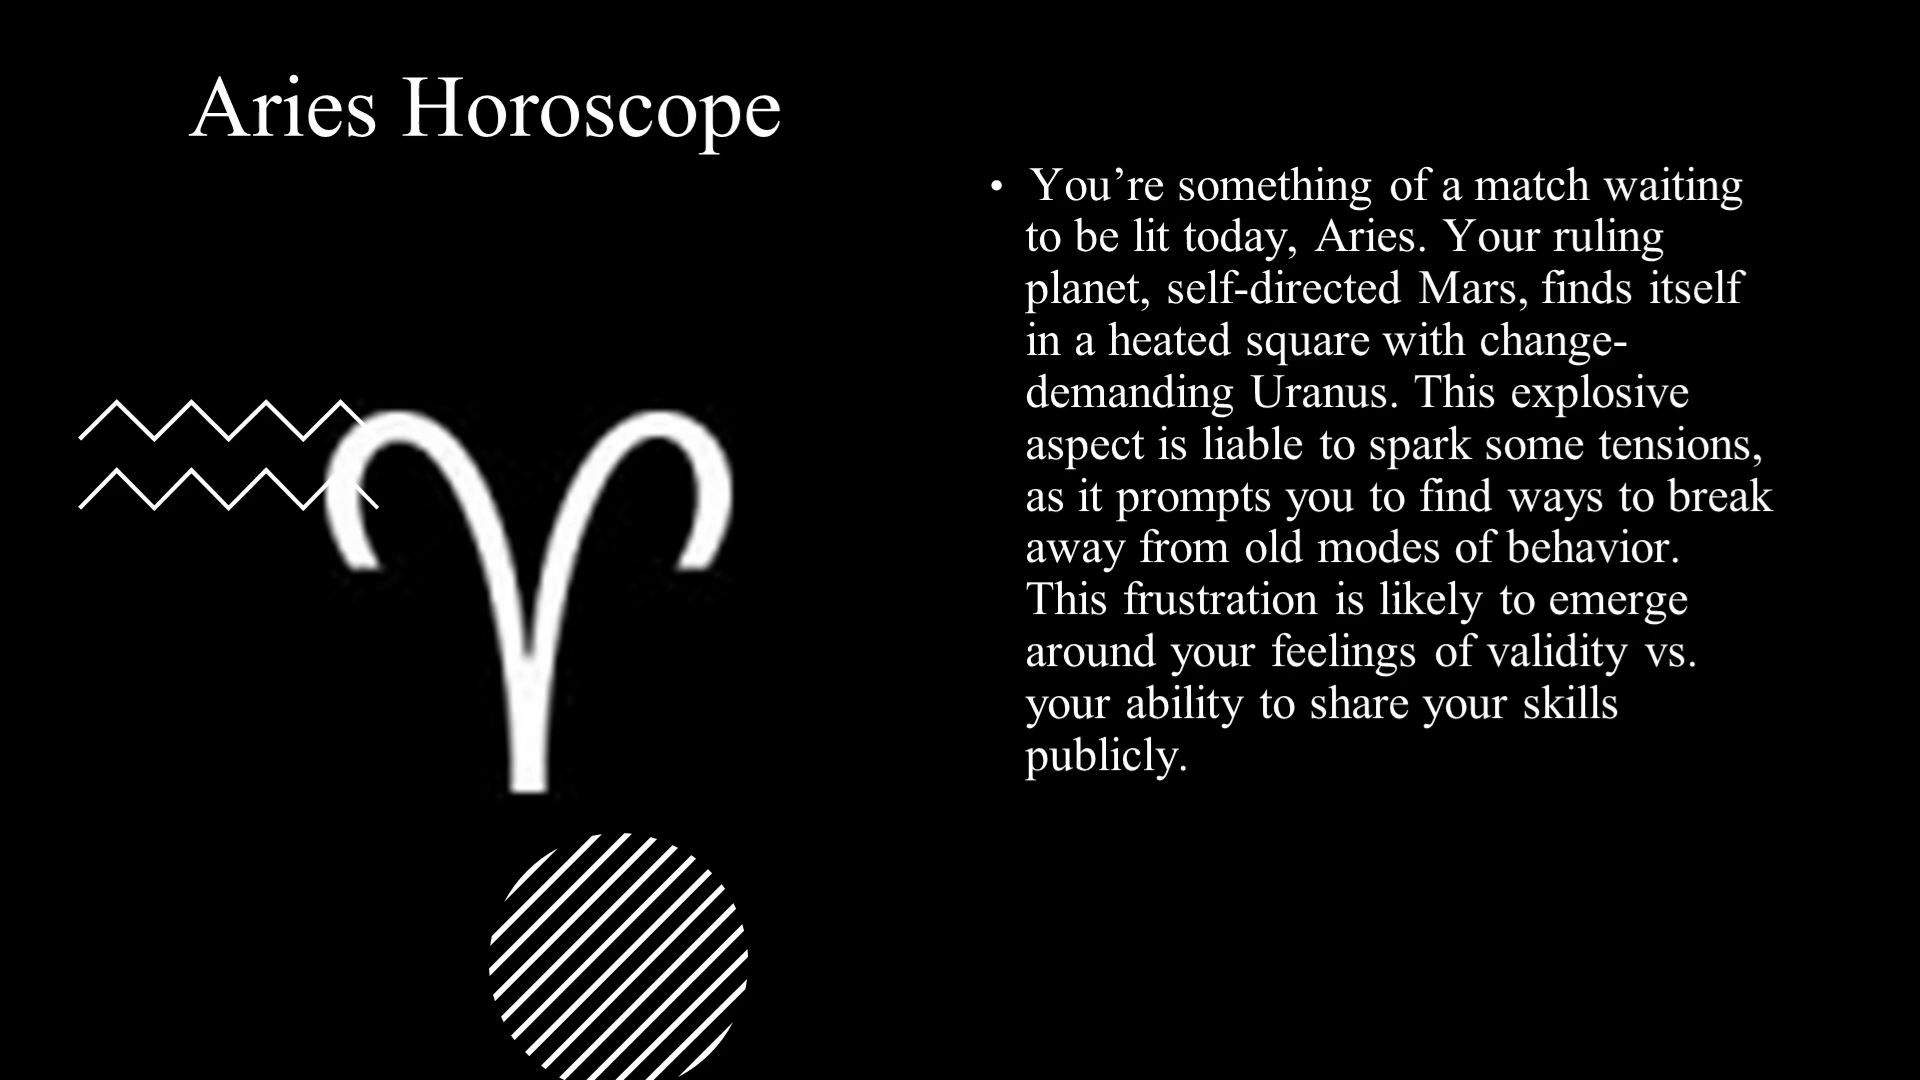 Aries Horoscope
• You’re something of a match waiting
to be lit today, Aries. Your ruling
planet, self-directed Mars, finds itself
in a heated square with change-
demanding Uranus. This explosive
aspect is liable to spark some tensions,
as it prompts you to find ways to break
away from old modes of behavior.
This frustration is likely to emerge
around your feelings of validity vs.
your ability to share your skills
publicly.